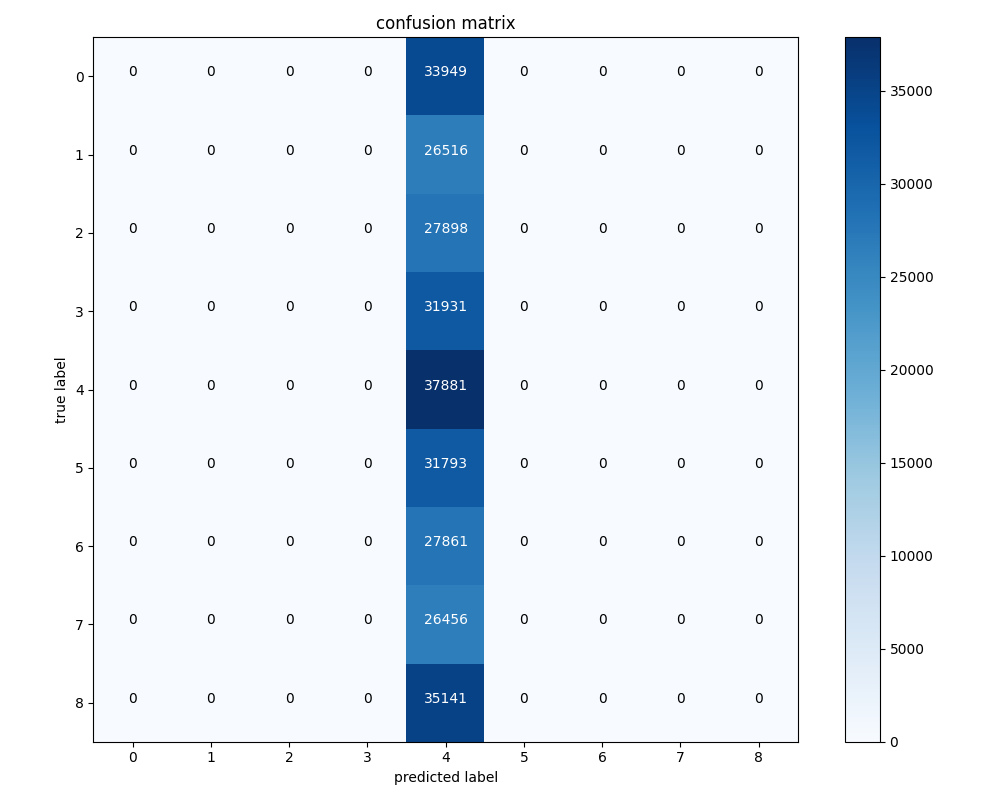 confusion matrix
0 0 0 0 0 33949 0 0 0 0
1 0 0 0 0 26516 0 0 0 0
2 0 0 0 0 27898 0 0 0 0
3 0 0 0 0 31931 0 0 0 0
4 0 0 0 0 37881 0 0 0 0
5 0 0 0 0 31793 0 0 0 0
6 0 0 0 0 27861 0 0 0 0
7 0 0 0 0 26456 0 0 0 0
8 0 0 0 0 35141 0 0 0 0
0 1 2 3 4 5 6 7 8
predicted label
true label
35000
30000
25000
20000
15000
10000
5000
0